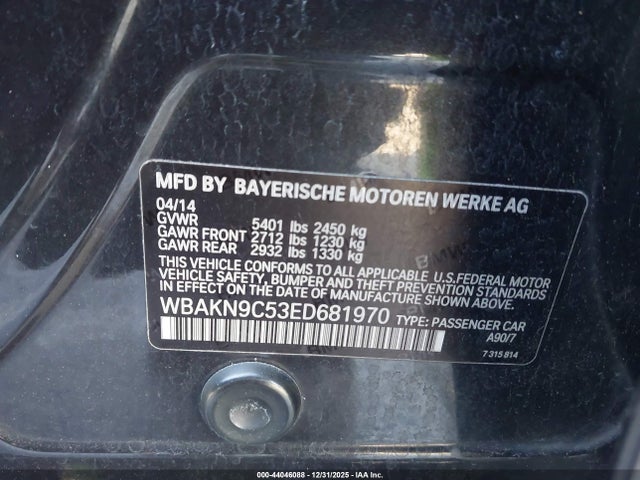 MFD BY BAYERISCHE MOTOREN WERKE AG
04/14
GVWR 5401 lbs 2450 kg
GAWR FRONT 2712 lbs 1230 kg
GAWR REAR 2932 lbs 1330 kg
THIS VEHICLE CONFORMS TO ALL APPLICABLE U.S.FEDERAL MOTOR
VEHICLE SAFETY, BUMPER AND THEFT PREVENTION STANDARDS
IN EFFECT ON THE DATE OF MANUFACTURE SHOWN ABOVE.
WBAKN9C53ED681970 TYPE: PASSENGER CAR
A90/7
7 315 814
000-44046088 - 12/31/2025 - IAA Inc.